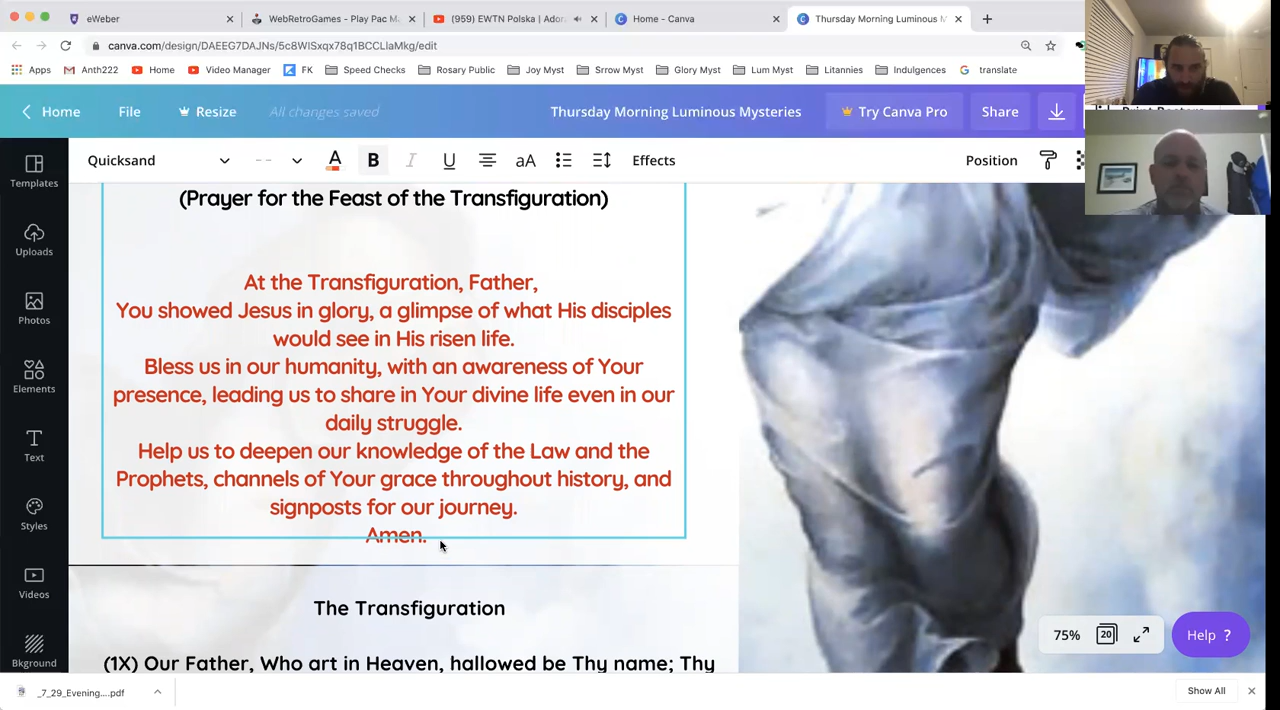 eWeber
WebRetroGames - Play Pac M
(959) EWTN Polska | Ador
Home - Canva
Thursday Morning Luminous M
canva.com/design/DAEEG7DAJNs/5c8WlSxqx78q1BCCLlaMkg/edit
Apps Anth222 Home Video Manager FK Speed Checks Rosary Public Joy Myst Srrow Myst Glory Myst Lum Myst Litannies Indulgences translate
Home File Resize All changes saved Thursday Morning Luminous Mysteries Try Canva Pro Share
Quicksand -- A B I U aA Effects Position
Templates
Uploads
Photos
Elements
Text
Styles
Videos
Bkground
(Prayer for the Feast of the Transfiguration)
At the Transfiguration, Father,
You showed Jesus in glory, a glimpse of what His disciples
would see in His risen life.
Bless us in our humanity, with an awareness of Your
presence, leading us to share in Your divine life even in our
daily struggle.
Help us to deepen our knowledge of the Law and the
Prophets, channels of Your grace throughout history, and
signposts for our journey.
Amen.
The Transfiguration
(1X) Our Father, Who art in Heaven, hallowed be Thy name; Thy
75% 20 Help ?
_7_29_Evening....pdf
Show All